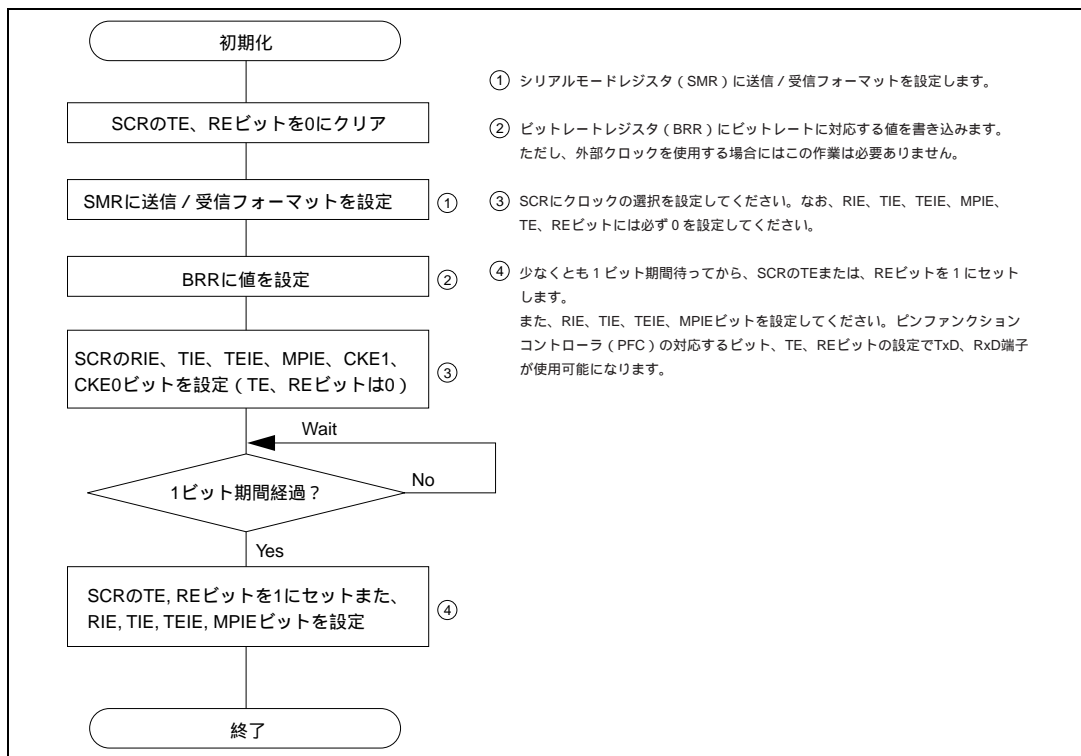 初期化
SCRのTE、REビットを0にクリア
SMRに送信 / 受信フォーマットを設定
①
BRRに値を設定
②
SCRのRIE、TIE、TEIE、MPIE、CKE1、
CKE0ビットを設定（TE、REビットは0）
③
Wait
1ビット期間経過？
No
Yes
SCRのTE, REビットを1にセットまた、
RIE, TIE, TEIE, MPIEビットを設定
④
終了
① シリアルモードレジスタ（SMR）に送信 / 受信フォーマットを設定します。
② ビットレートレジスタ（BRR）にビットレートに対応する値を書き込みます。
ただし、外部クロックを使用する場合にはこの作業は必要ありません。
③ SCRにクロックの選択を設定してください。なお、RIE、TIE、TEIE、MPIE、
TE、REビットには必ず 0 を設定してください。
④ 少なくとも 1 ビット期間待ってから、SCRのTEまたは、REビットを 1 にセット
します。
また、RIE、TIE、TEIE、MPIEビットを設定してください。ピンファンクション
コントローラ（PFC）の対応するビット、TE、REビットの設定でTxD、RxD端子
が使用可能になります。